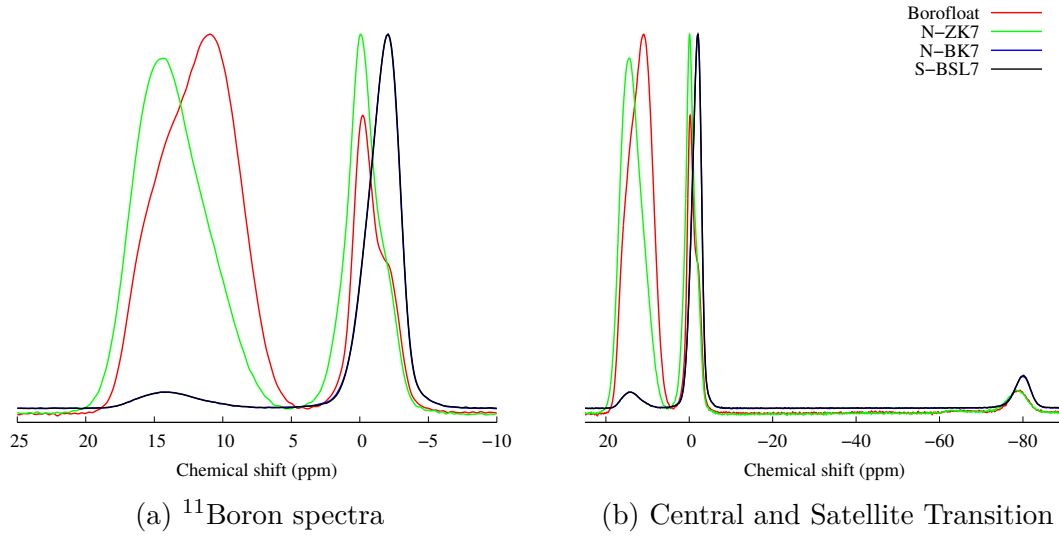 Borofloat
N−ZK7
N−BK7
S−BSL7
25 20 15 10 5 0 −5 −10
Chemical shift (ppm)
(a) ¹¹Boron spectra
20 0 −20 −40 −60 −80
Chemical shift (ppm)
(b) Central and Satellite Transition